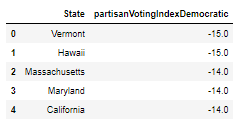 State partisanVotingIndexDemocratic
0 Vermont -15.0
1 Hawaii -15.0
2 Massachusetts -14.0
3 Maryland -14.0
4 California -14.0